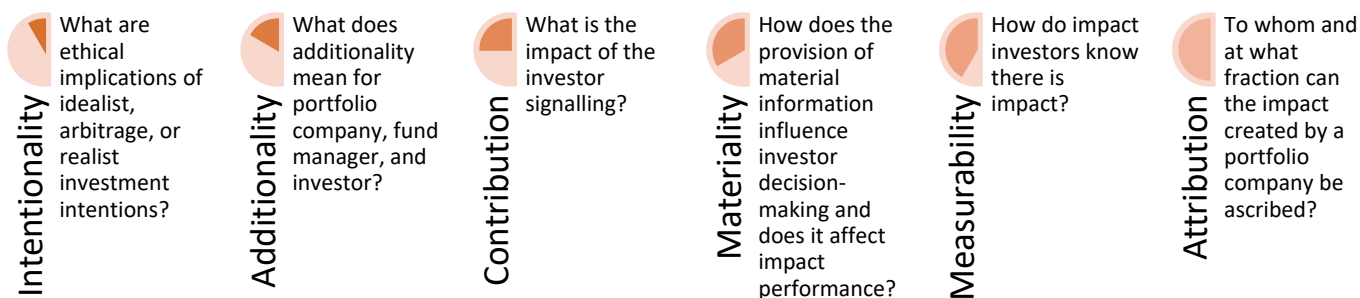 Intentionality
What are
ethical
implications of
idealist,
arbitrage, or
realist
investment
intentions?
Additionality
What does
additionality
mean for
portfolio
company, fund
manager, and
investor?
Contribution
What is the
impact of the
investor
signalling?
Materiality
How does the
provision of
material
information
influence
investor
decision-
making and
does it affect
impact
performance?
Measurability
How do impact
investors know
there is
impact?
Attribution
To whom and
at what
fraction can
the impact
created by a
portfolio
company be
ascribed?